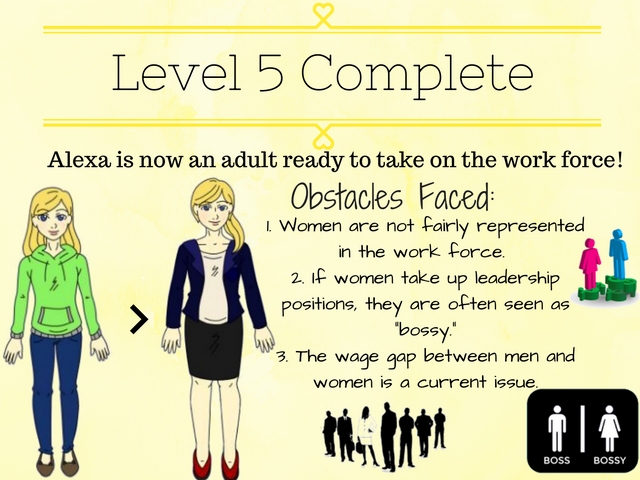 Level 5 Complete
Alexa is now an adult ready to take on the work force!
Obstacles Faced:
1. Women are not fairly represented
in the work force.
2. If women take up leadership
positions, they are often seen as
"bossy."
3. The wage gap between men and
women is a current issue.
>
BOSS BOSSY